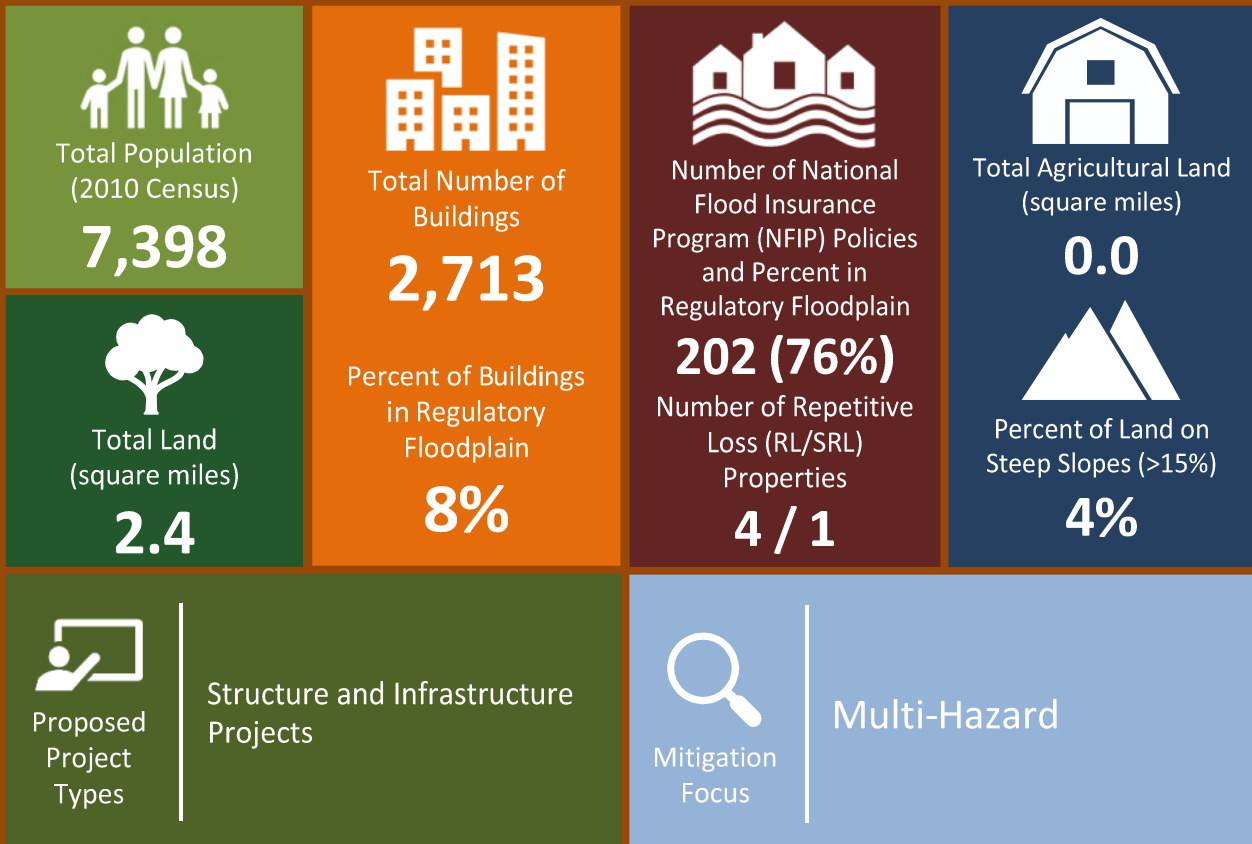 Total Population
(2010 Census)
7,398
Total Land
(square miles)
2.4
Total Number of
Buildings
2,713
Percent of Buildings
in Regulatory
Floodplain
8%
Number of National
Flood Insurance
Program (NFIP) Policies
and Percent in
Regulatory Floodplain
202 (76%)
Number of Repetitive
Loss (RL/SRL)
Properties
4 / 1
Total Agricultural Land
(square miles)
0.0
Percent of Land on
Steep Slopes (>15%)
4%
Proposed
Project
Types
Structure and Infrastructure
Projects
Mitigation
Focus
Multi-Hazard